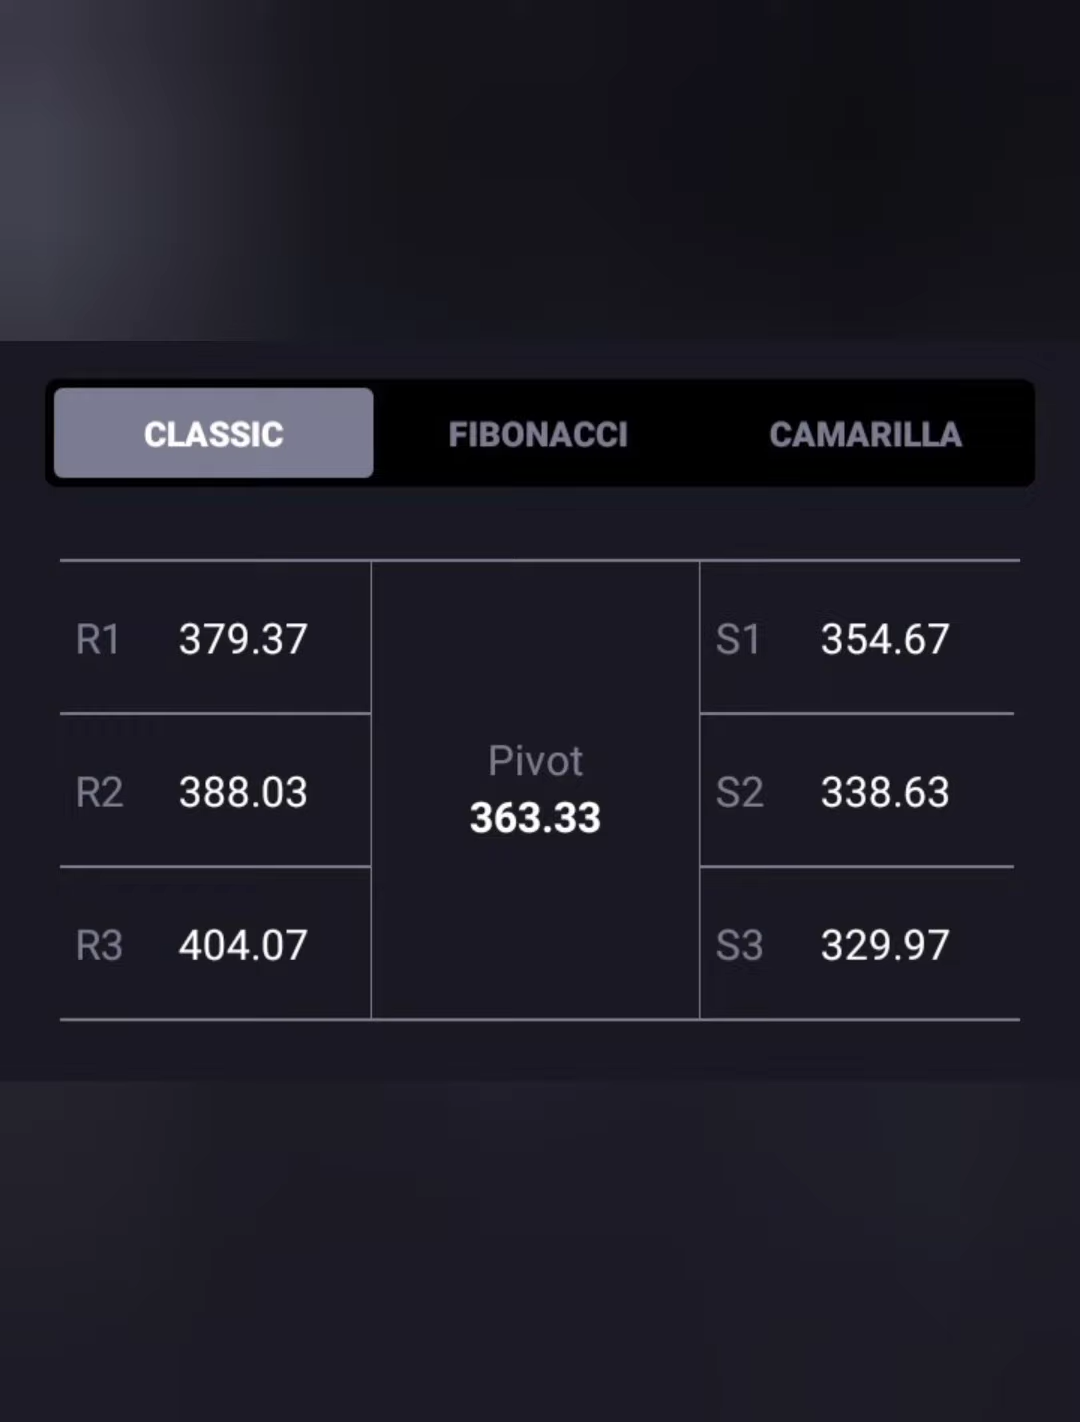 CLASSIC FIBONACCI CAMARILLA
R1 379.37
S1 354.67
Pivot
363.33
R2 388.03
S2 338.63
R3 404.07
S3 329.97